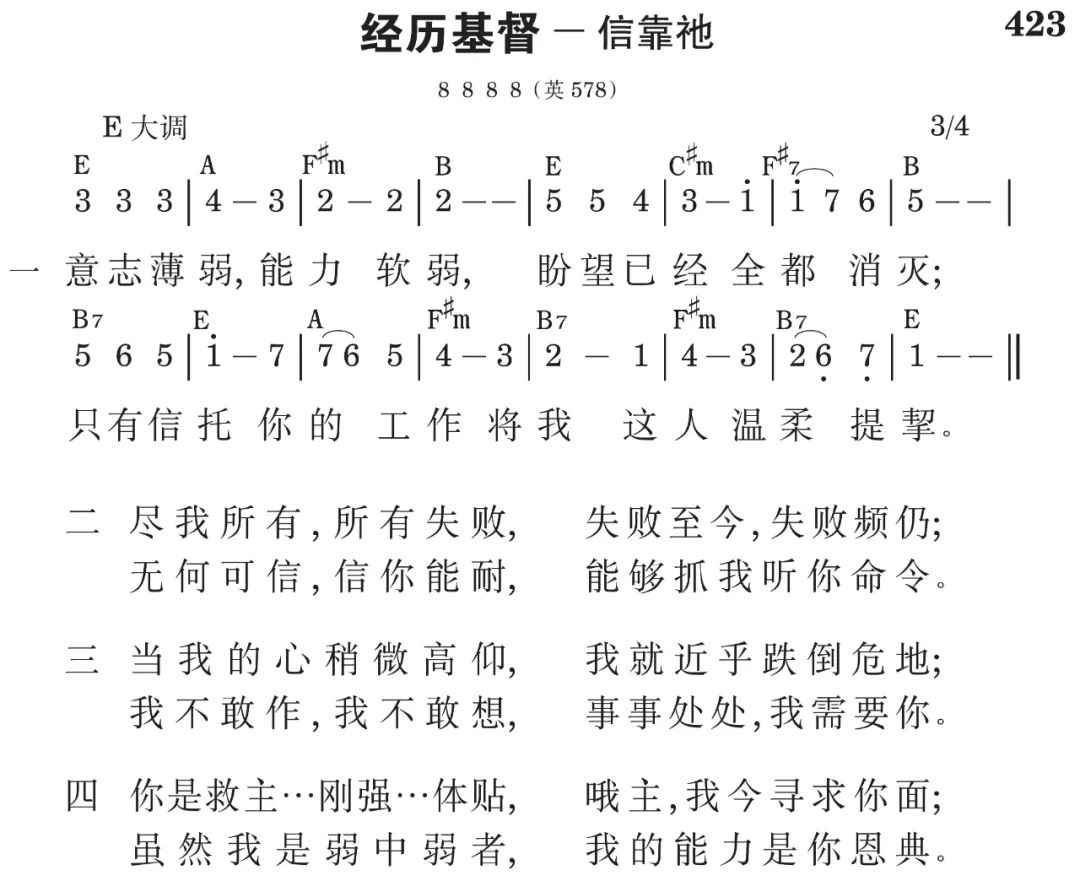 经历基督－信靠祂 423
8 8 8 8 (英 578)
E 大调 3/4
E A F♯m B E C♯m F♯7 B
3 3 3 | 4 － 3 | 2 － 2 | 2 －－ | 5 5 4 | 3 － i̇ | i̇ 7 6 | 5 －－ |
一 意志薄弱,能力软弱, 盼望已经全都消灭;
B7 E A F♯m B7 F♯m B7 E
5 6 5 | i̇ － 7 | 7 6 5 | 4 － 3 | 2 － 1 | 4 － 3 | 2 6̣ 7̣ | 1 －－ ‖
只有信托你的工作将我这人温柔提挈。
二 尽我所有,所有失败, 失败至今,失败频仍;
无何可信,信你能耐, 能够抓我听你命令。
三 当我的心稍微高仰, 我就近乎跌倒危地;
我不敢作,我不敢想, 事事处处,我需要你。
四 你是救主…刚强…体贴, 哦主,我今寻求你面;
虽然我是弱中弱者, 我的能力是你恩典。